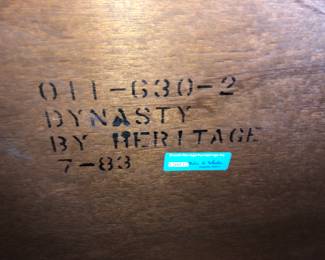 011-630-2
DYNASTY
BY HERITAGE
7-83